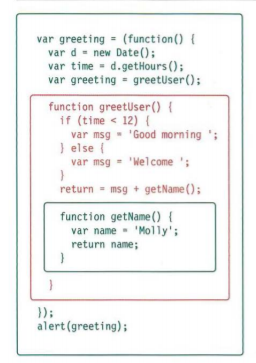 var greeting = (function() {
var d = new Date();
var time = d.getHours();
var greeting = greetUser();
function greetUser() {
if (time < 12) {
var msg = 'Good morning ';
} else {
var msg = 'Welcome ';
}
return = msg + getName();
function getName() {
var name = 'Molly';
return name;
}
}
});
alert(greeting);